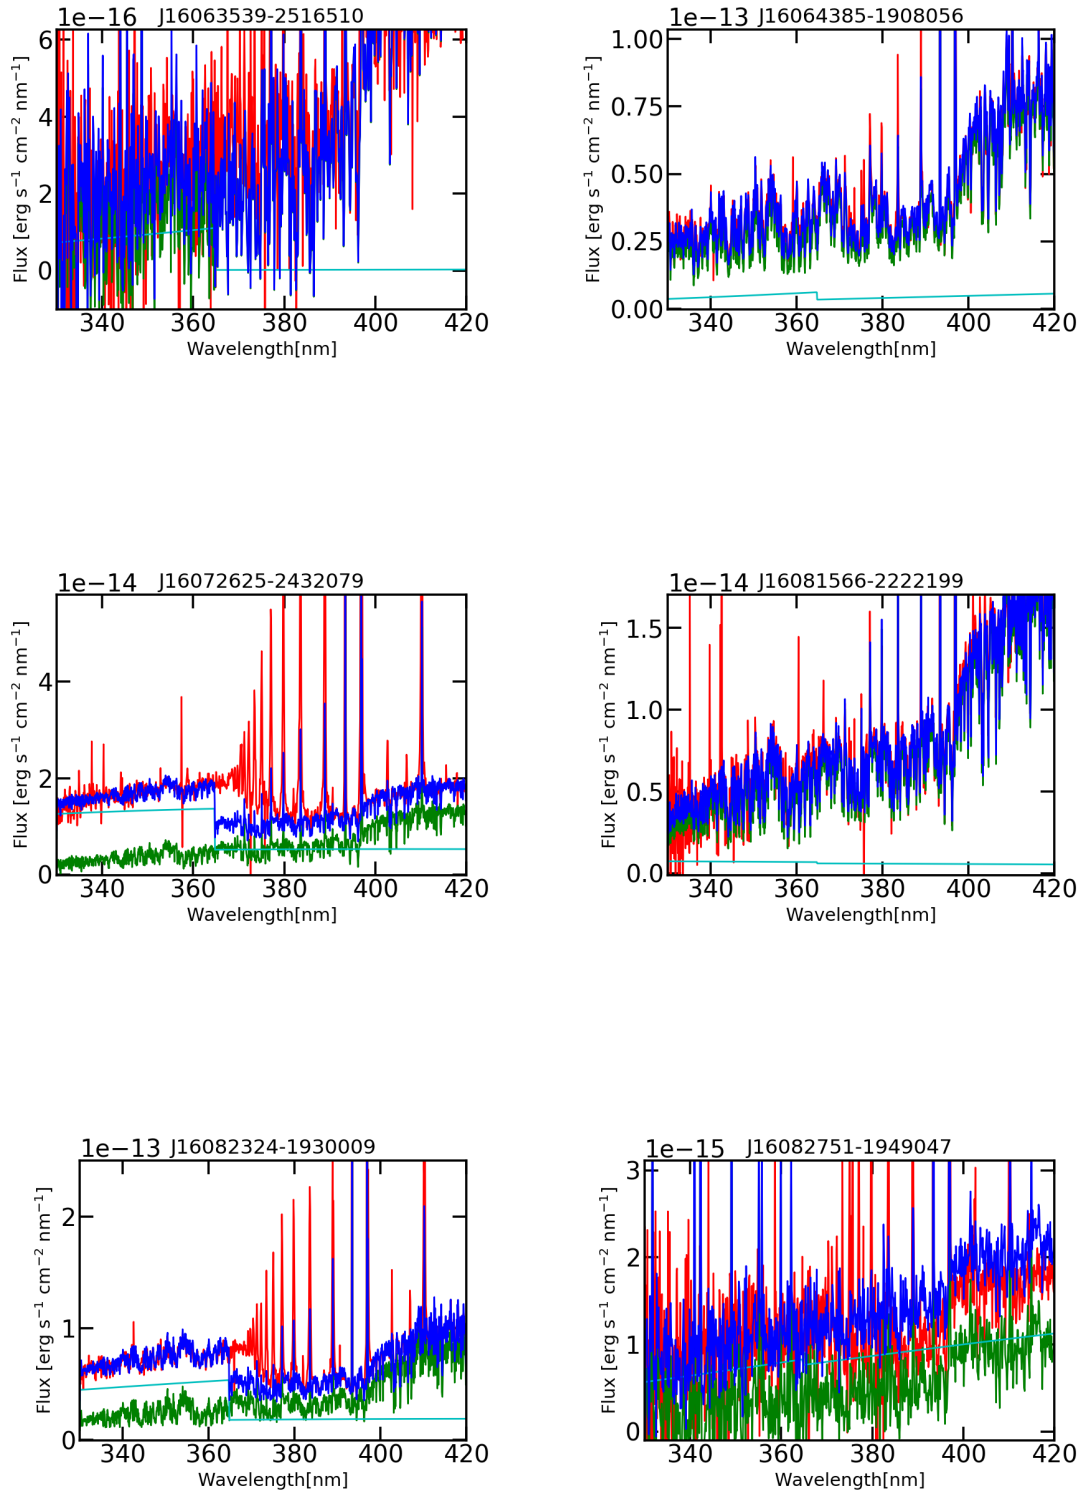 1e−16 J16063539-2516510
6
4
2
0
340 360 380 400 420
Wavelength[nm]
Flux [erg s⁻¹ cm⁻² nm⁻¹]
1e−13 J16064385-1908056
1.00
0.75
0.50
0.25
0.00
340 360 380 400 420
Wavelength[nm]
Flux [erg s⁻¹ cm⁻² nm⁻¹]
1e−14 J16072625-2432079
4
2
0
340 360 380 400 420
Wavelength[nm]
Flux [erg s⁻¹ cm⁻² nm⁻¹]
1e−14 J16081566-2222199
1.5
1.0
0.5
0.0
340 360 380 400 420
Wavelength[nm]
Flux [erg s⁻¹ cm⁻² nm⁻¹]
1e−13 J16082324-1930009
2
1
0
340 360 380 400 420
Wavelength[nm]
Flux [erg s⁻¹ cm⁻² nm⁻¹]
1e−15 J16082751-1949047
3
2
1
0
340 360 380 400 420
Wavelength[nm]
Flux [erg s⁻¹ cm⁻² nm⁻¹]